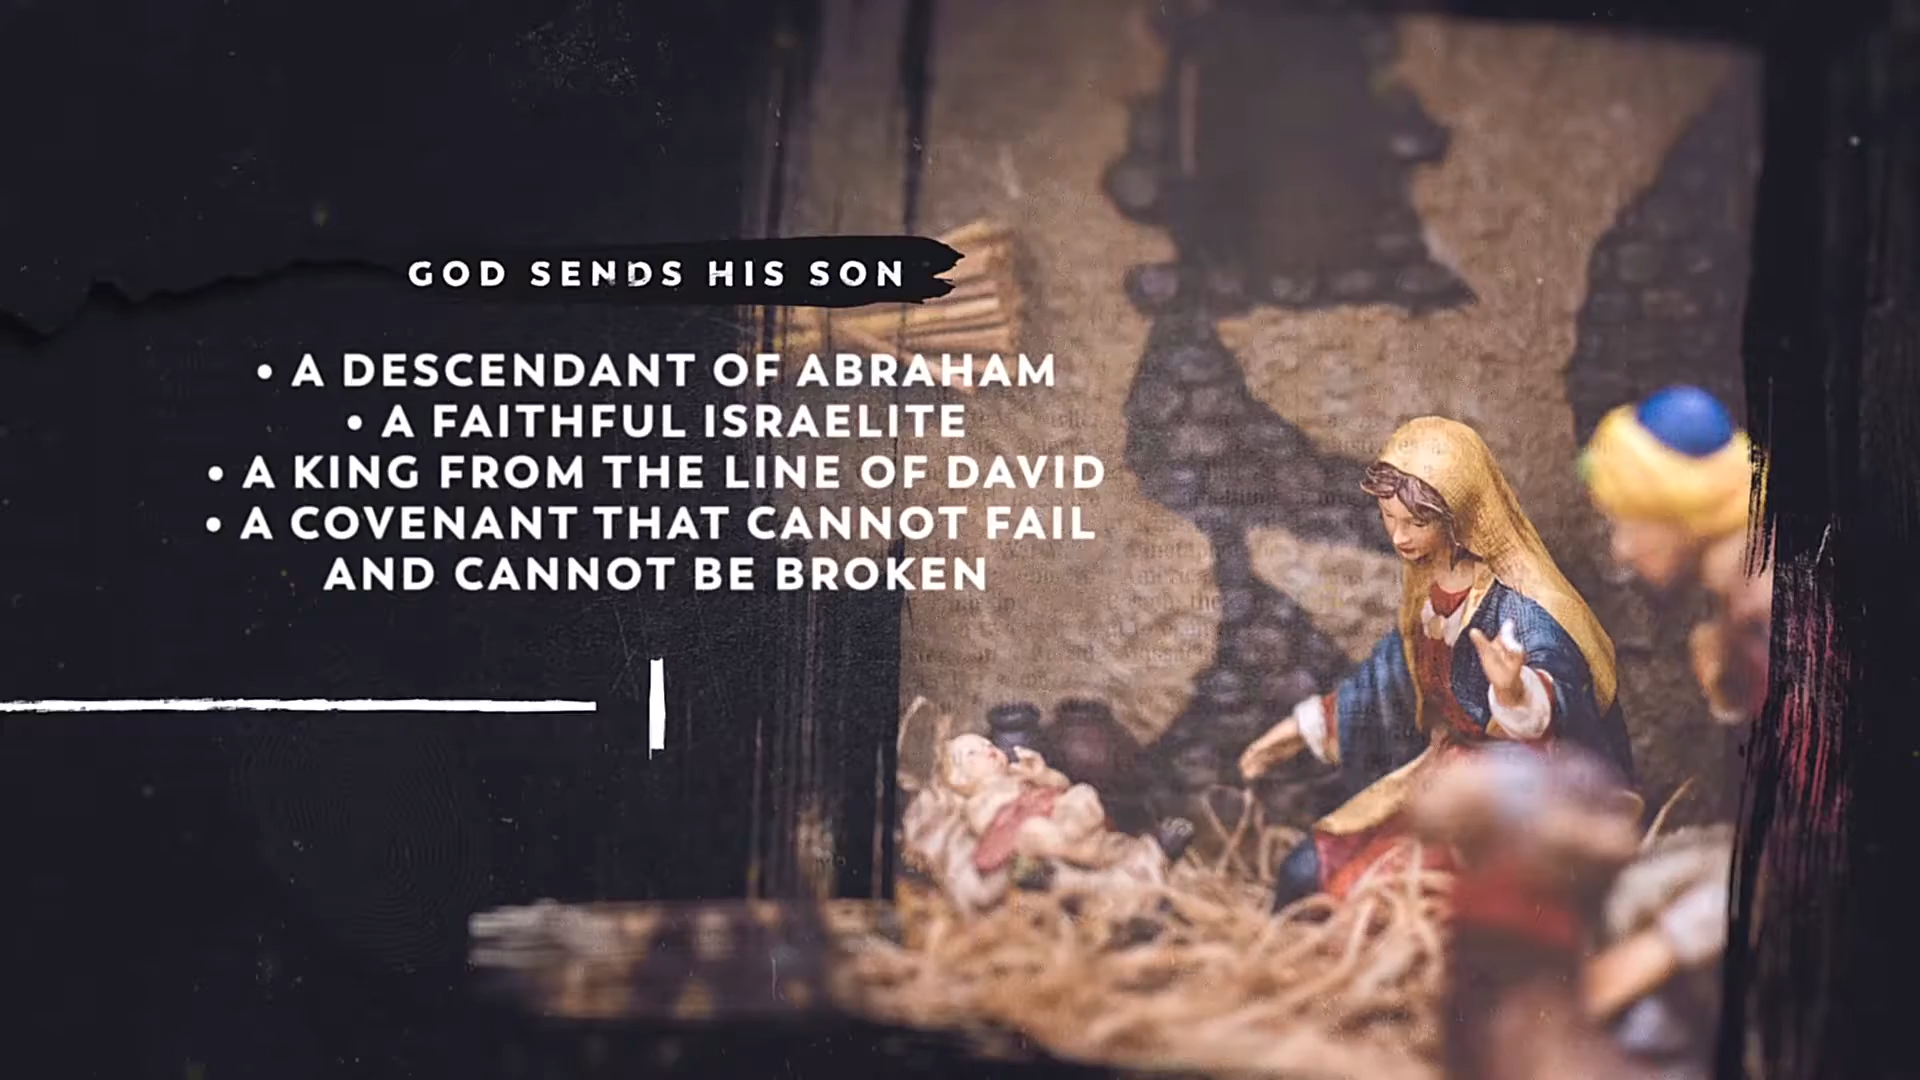 GOD SENDS HIS SON
• A DESCENDANT OF ABRAHAM
• A FAITHFUL ISRAELITE
• A KING FROM THE LINE OF DAVID
• A COVENANT THAT CANNOT FAIL
AND CANNOT BE BROKEN